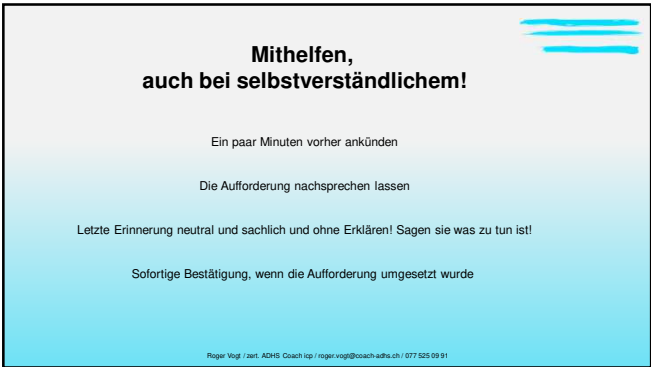 Mithelfen,
auch bei selbstverständlichem!
Ein paar Minuten vorher ankünden
Die Aufforderung nachsprechen lassen
Letzte Erinnerung neutral und sachlich und ohne Erklären! Sagen sie was zu tun ist!
Sofortige Bestätigung, wenn die Aufforderung umgesetzt wurde
Roger Vogt / zert. ADHS Coach icp / roger.vogt@coach-adhs.ch / 077 525 09 91